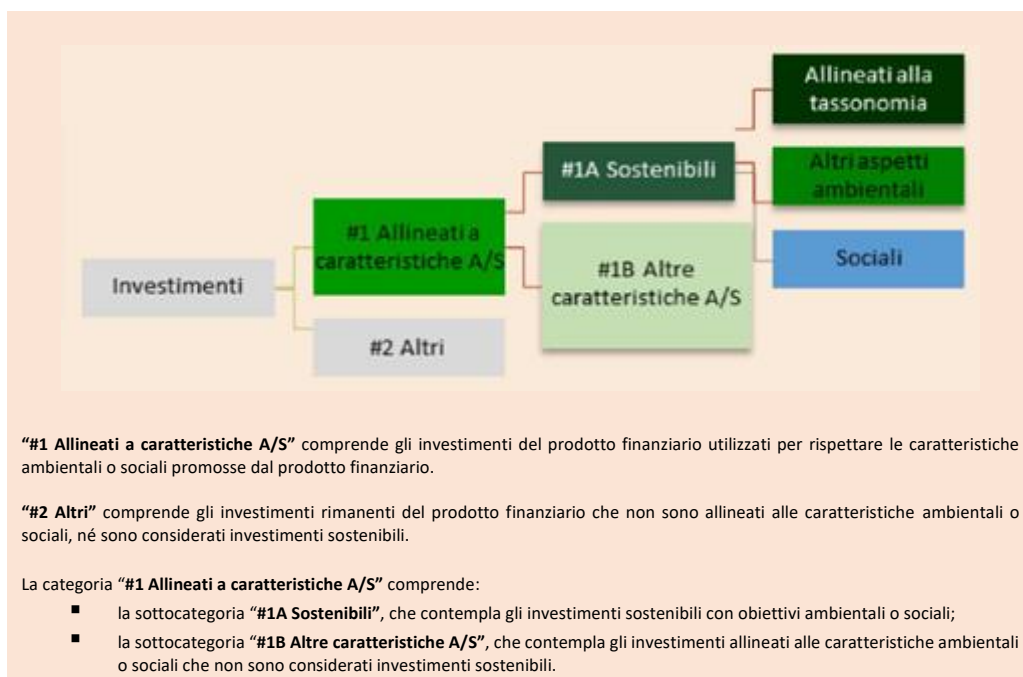 Allineati alla
tassonomia
#1A Sostenibili
Altri aspetti
ambientali
#1 Allineati a
caratteristiche A/S
Sociali
#1B Altre
caratteristiche A/S
Investimenti
#2 Altri
“#1 Allineati a caratteristiche A/S” comprende gli investimenti del prodotto finanziario utilizzati per rispettare le caratteristiche
ambientali o sociali promosse dal prodotto finanziario.
“#2 Altri” comprende gli investimenti rimanenti del prodotto finanziario che non sono allineati alle caratteristiche ambientali o
sociali, né sono considerati investimenti sostenibili.
La categoria “#1 Allineati a caratteristiche A/S” comprende:
▪ la sottocategoria “#1A Sostenibili”, che contempla gli investimenti sostenibili con obiettivi ambientali o sociali;
▪ la sottocategoria “#1B Altre caratteristiche A/S”, che contempla gli investimenti allineati alle caratteristiche ambientali
o sociali che non sono considerati investimenti sostenibili.